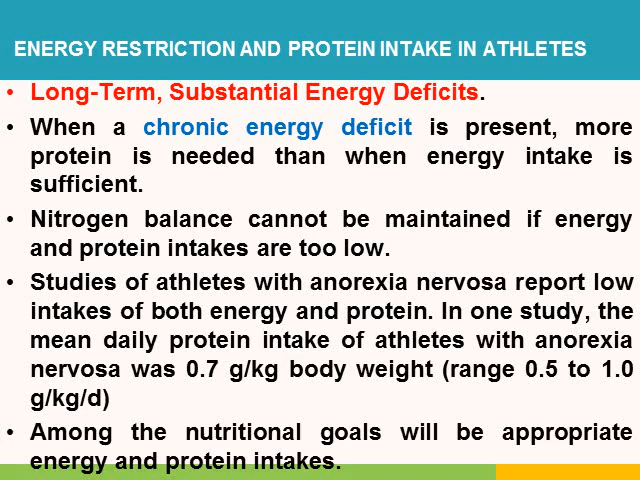 ENERGY RESTRICTION AND PROTEIN INTAKE IN ATHLETES
• Long-Term, Substantial Energy Deficits.
• When a chronic energy deficit is present, more
protein is needed than when energy intake is
sufficient.
• Nitrogen balance cannot be maintained if energy
and protein intakes are too low.
• Studies of athletes with anorexia nervosa report low
intakes of both energy and protein. In one study, the
mean daily protein intake of athletes with anorexia
nervosa was 0.7 g/kg body weight (range 0.5 to 1.0
g/kg/d)
• Among the nutritional goals will be appropriate
energy and protein intakes.